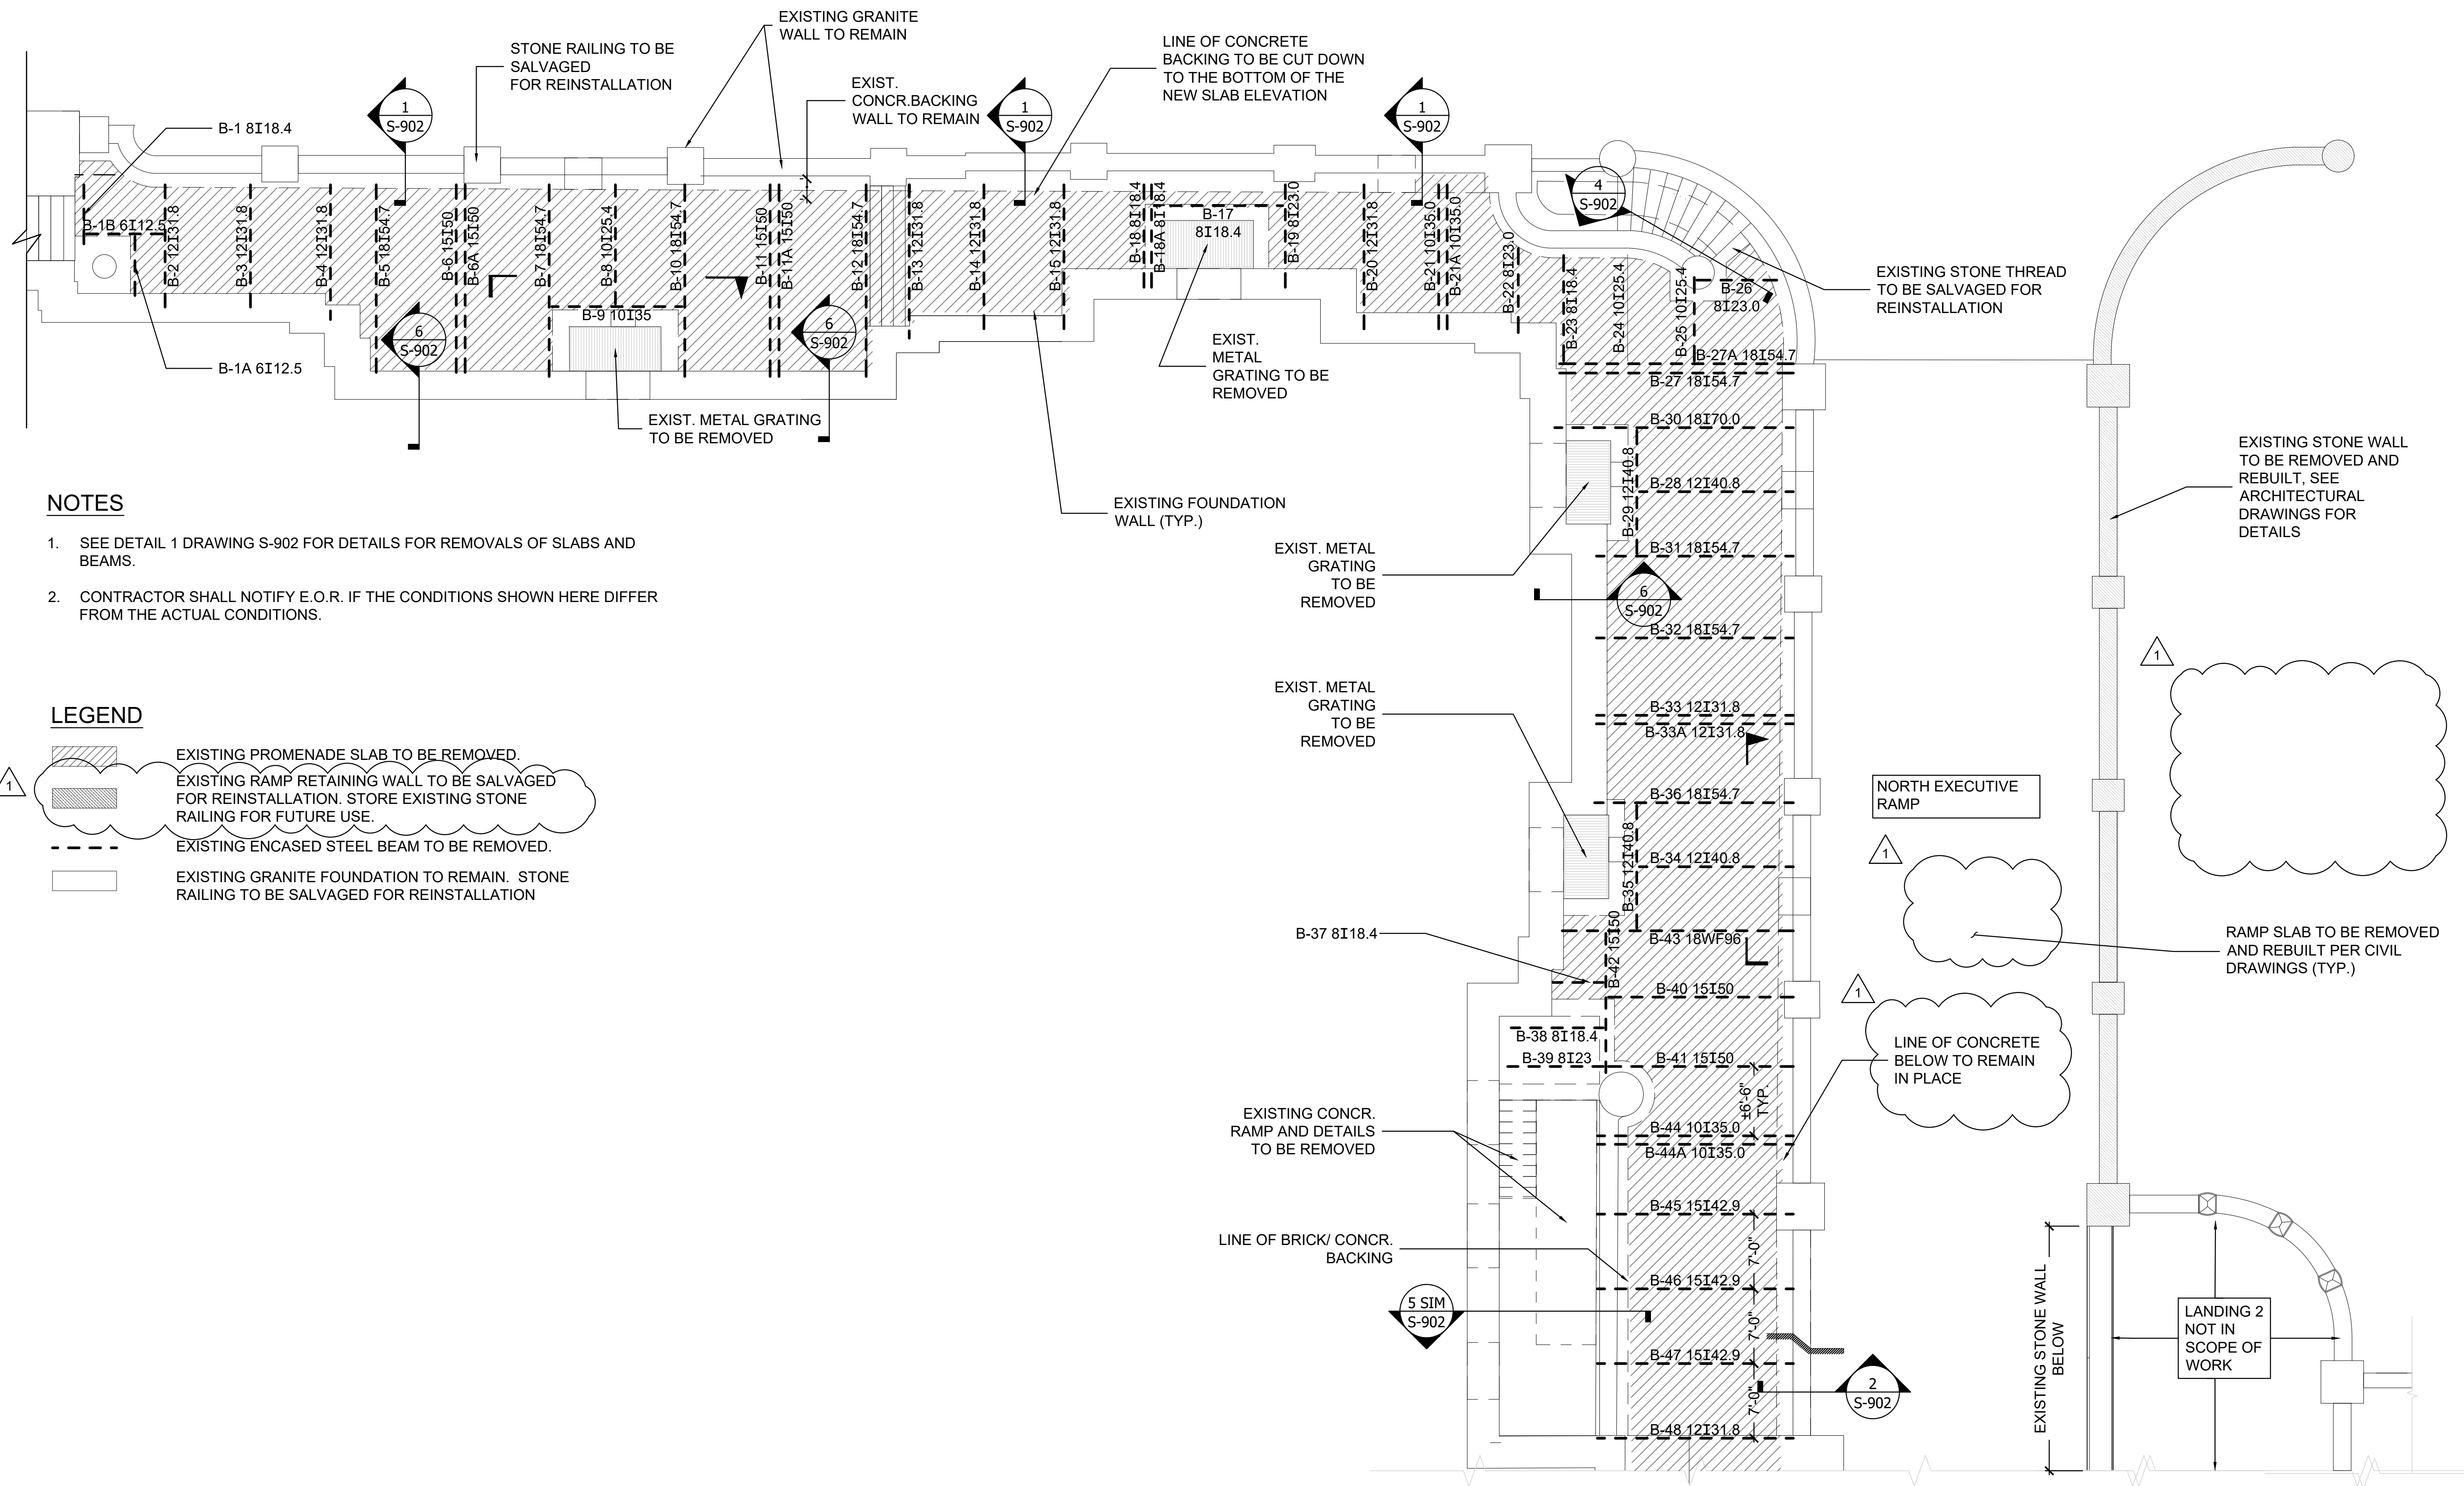 EXISTING GRANITE
WALL TO REMAIN
STONE RAILING TO BE
SALVAGED
FOR REINSTALLATION
LINE OF CONCRETE
BACKING TO BE CUT DOWN
TO THE BOTTOM OF THE
NEW SLAB ELEVATION
EXIST.
CONCR.BACKING
WALL TO REMAIN
1
S-902
1
S-902
1
S-902
B-1 8I18.4
4
S-902
B-1B 6I12.5
B-2 12I31.8
B-3 12I31.8
B-4 12I31.8
B-5 18I54.7
B-6 15I50
B-6A 15I50
B-7 18I54.7
B-8 10I25.4
B-10 18I54.7
B-11 15I50
B-11A 15I50
B-12 18I54.7
B-13 12I31.8
B-14 12I31.8
B-15 12I31.8
B-18 8I18.4
B-18A 8I18.4
B-17
8I18.4
B-19 8I23.0
B-20 12I31.8
B-21 10I35.0
B-21A 10I35.0
B-22 8I23.0
B-23 8I18.4
B-24 10I25.4
B-25 10I25.4
B-26
8I23.0
EXISTING STONE THREAD
TO BE SALVAGED FOR
REINSTALLATION
B-9 10I35
6
S-902
6
S-902
B-1A 6I12.5
EXIST.
METAL
GRATING TO BE
REMOVED
EXIST. METAL GRATING
TO BE REMOVED
B-27A 18I54.7
B-27 18I54.7
B-30 18I70.0
B-29 12I40.8
B-28 12I40.8
EXISTING STONE WALL
TO BE REMOVED AND
REBUILT, SEE
ARCHITECTURAL
DRAWINGS FOR
DETAILS
EXISTING FOUNDATION
WALL (TYP.)
NOTES
1. SEE DETAIL 1 DRAWING S-902 FOR DETAILS FOR REMOVALS OF SLABS AND
BEAMS.
2. CONTRACTOR SHALL NOTIFY E.O.R. IF THE CONDITIONS SHOWN HERE DIFFER
FROM THE ACTUAL CONDITIONS.
EXIST. METAL
GRATING
TO BE
REMOVED
B-31 18I54.7
6
S-902
B-32 18I54.7
1
EXIST. METAL
GRATING
TO BE
REMOVED
B-33 12I31.8
B-33A 12I31.8
LEGEND
EXISTING PROMENADE SLAB TO BE REMOVED.
1
EXISTING RAMP RETAINING WALL TO BE SALVAGED
FOR REINSTALLATION. STORE EXISTING STONE
RAILING FOR FUTURE USE.
EXISTING ENCASED STEEL BEAM TO BE REMOVED.
EXISTING GRANITE FOUNDATION TO REMAIN. STONE
RAILING TO BE SALVAGED FOR REINSTALLATION
B-36 18I54.7
NORTH EXECUTIVE
RAMP
B-35 12I40.8
B-34 12I40.8
1
B-37 8I18.4
B-42 15I50
B-43 18WF96
RAMP SLAB TO BE REMOVED
AND REBUILT PER CIVIL
DRAWINGS (TYP.)
B-40 15I50
1
B-38 8I18.4
B-39 8I23
B-41 15I50
LINE OF CONCRETE
BELOW TO REMAIN
IN PLACE
±6'-6"
TYP.
EXISTING CONCR.
RAMP AND DETAILS
TO BE REMOVED
B-44 10I35.0
B-44A 10I35.0
B-45 15I42.9
LINE OF BRICK/ CONCR.
BACKING
7'-0"
B-46 15I42.9
5 SIM
S-902
7'-0"
B-47 15I42.9
2
S-902
7'-0"
B-48 12I31.8
EXISTING STONE WALL
BELOW
LANDING 2
NOT IN
SCOPE OF
WORK